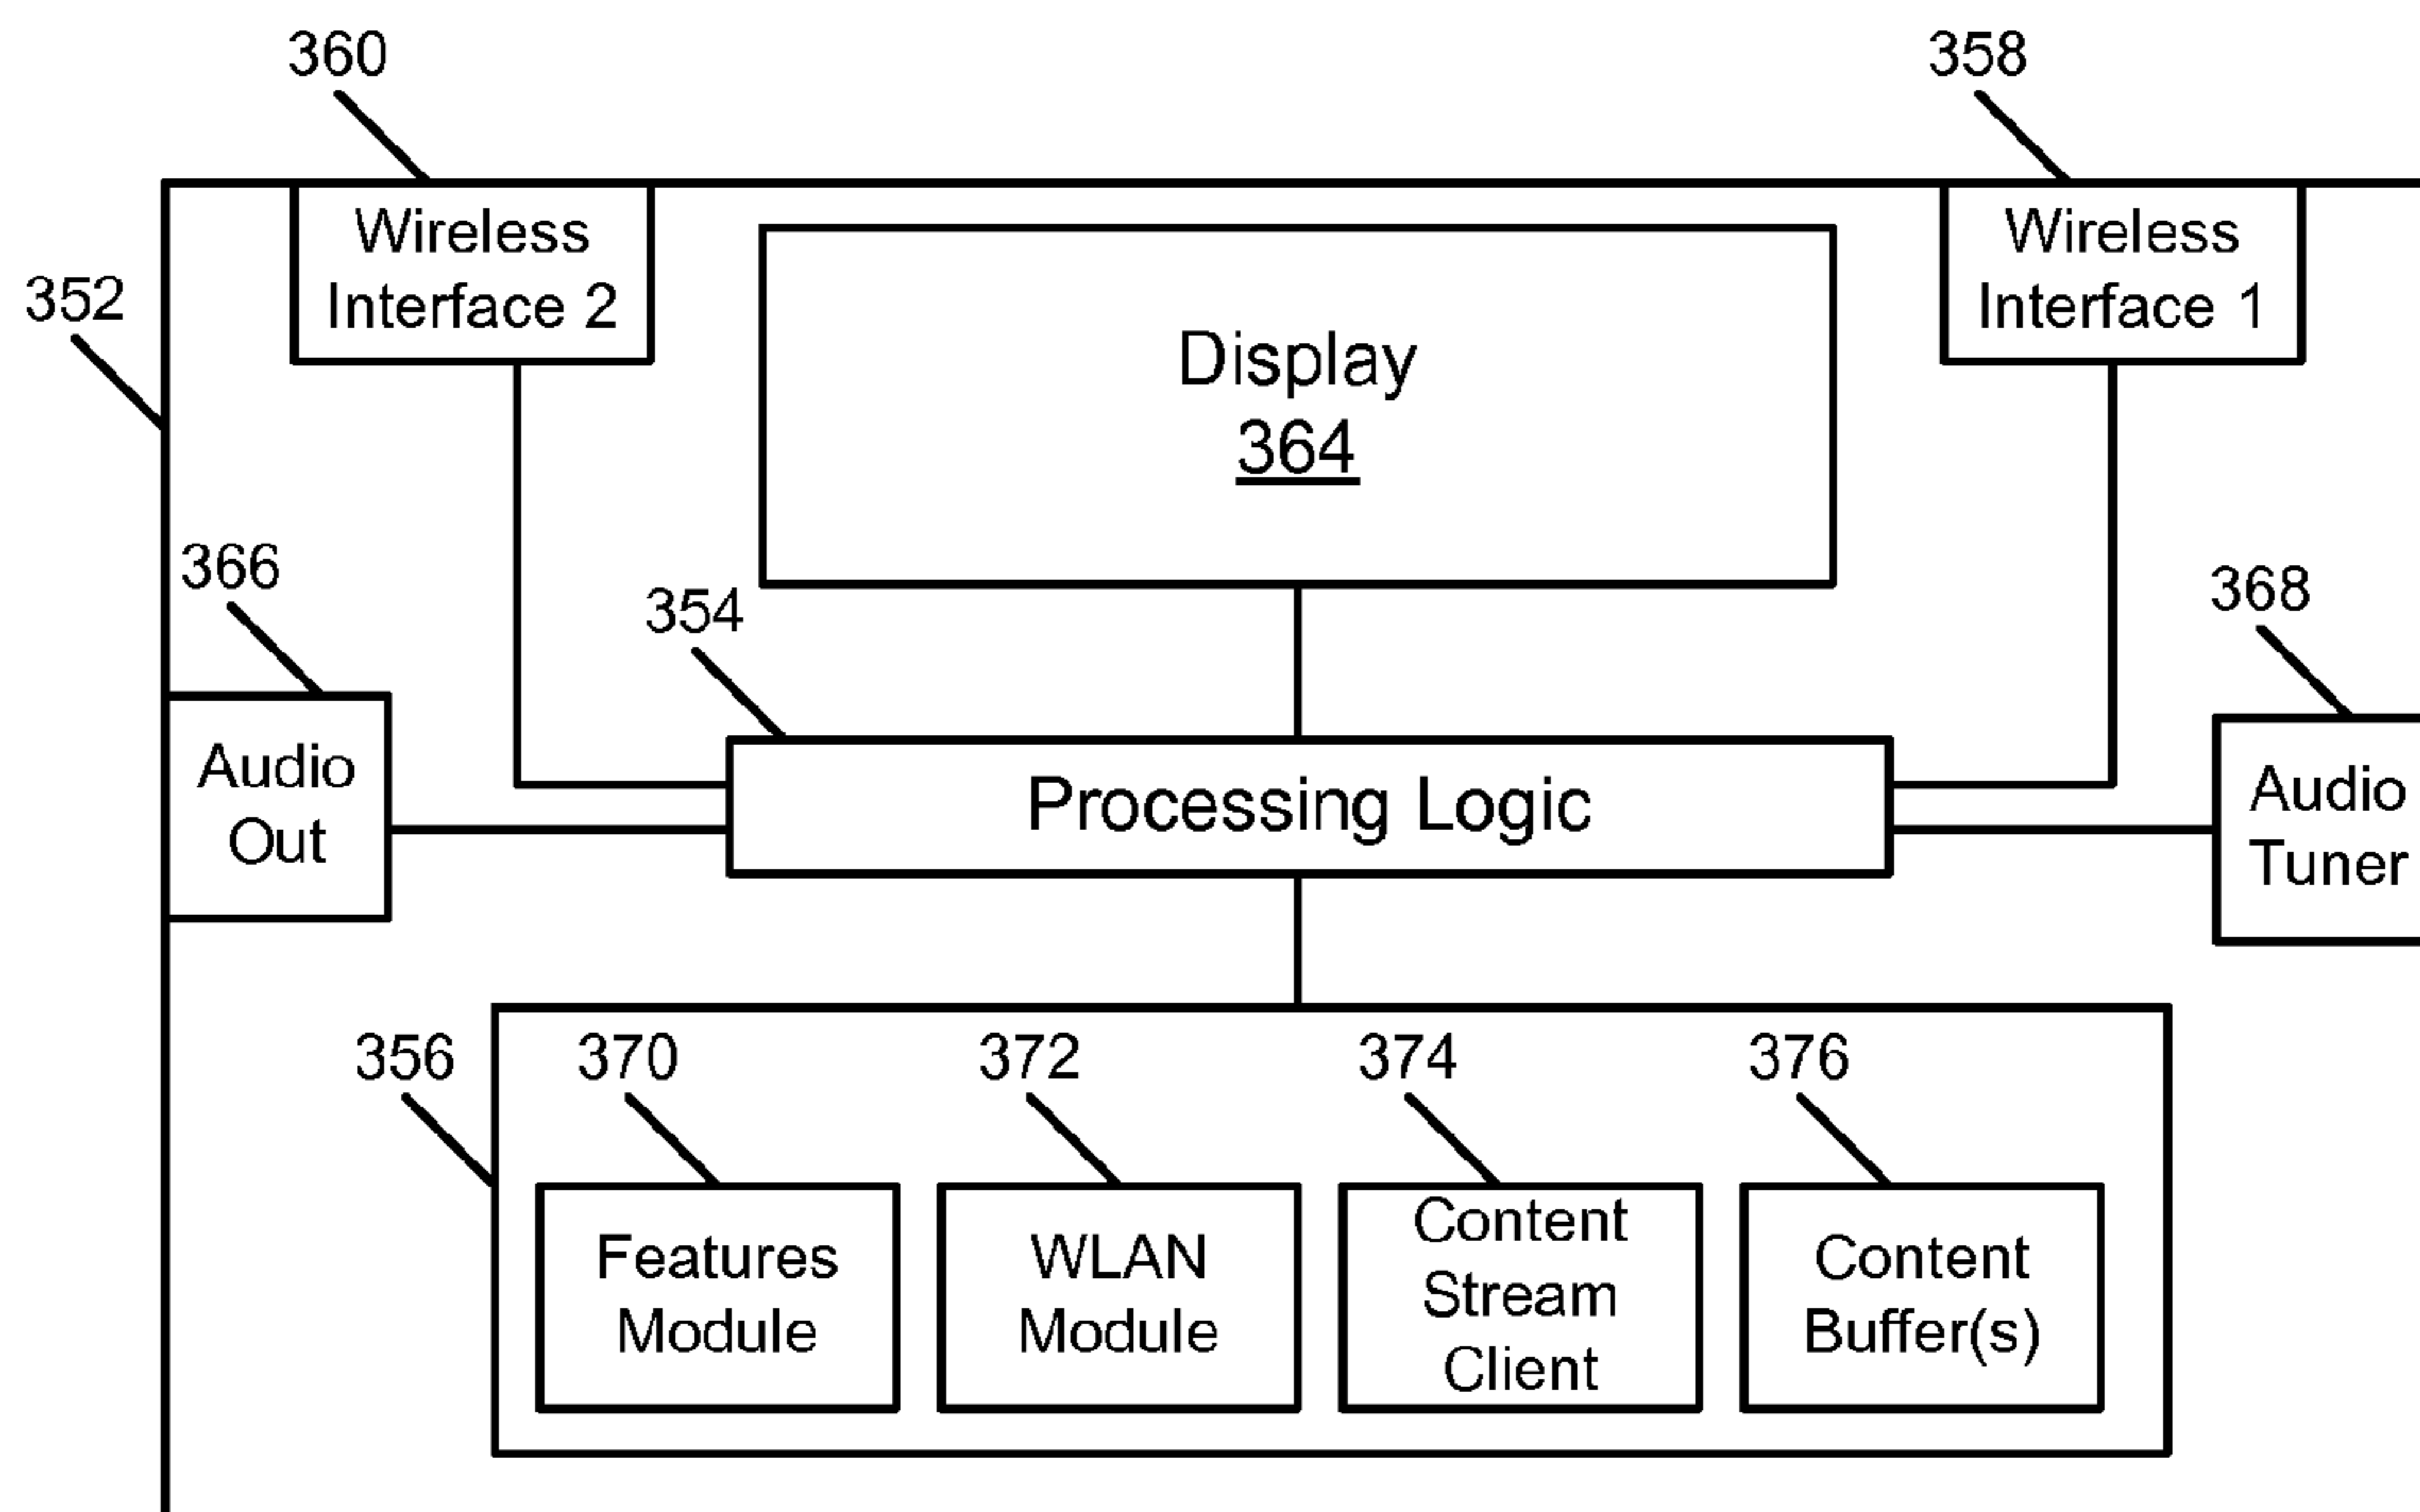 360
358
Wireless
Interface 2
Wireless
Interface 1
352
Display
364
366
354
368
Audio
Out
Processing Logic
Audio
Tuner
356
370
372
374
376
Features
Module
WLAN
Module
Content
Stream
Client
Content
Buffer(s)